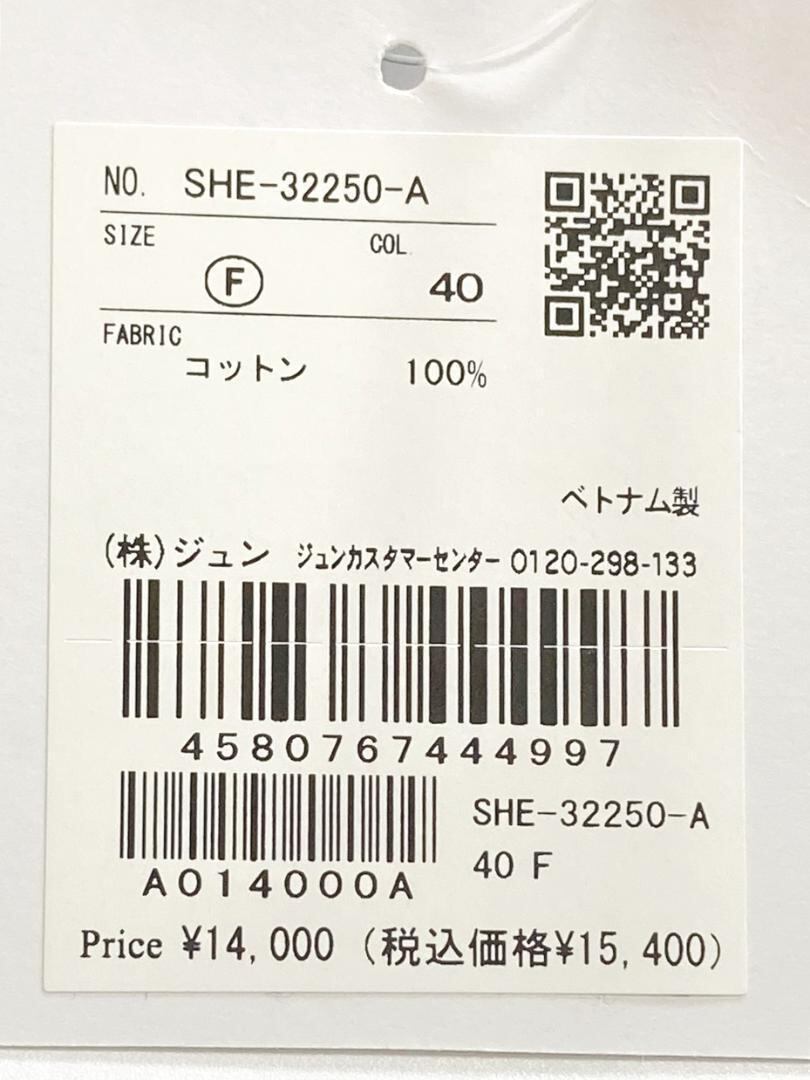 NO. SHE-32250-A
SIZE COL.
F 40
FABRIC
コットン 100%
ベトナム製
(株)ジュン ジュンカスタマーセンター 0120-298-133
4580767444997
A014000A
SHE-32250-A
40 F
Price ¥14,000 (税込価格¥15,400)